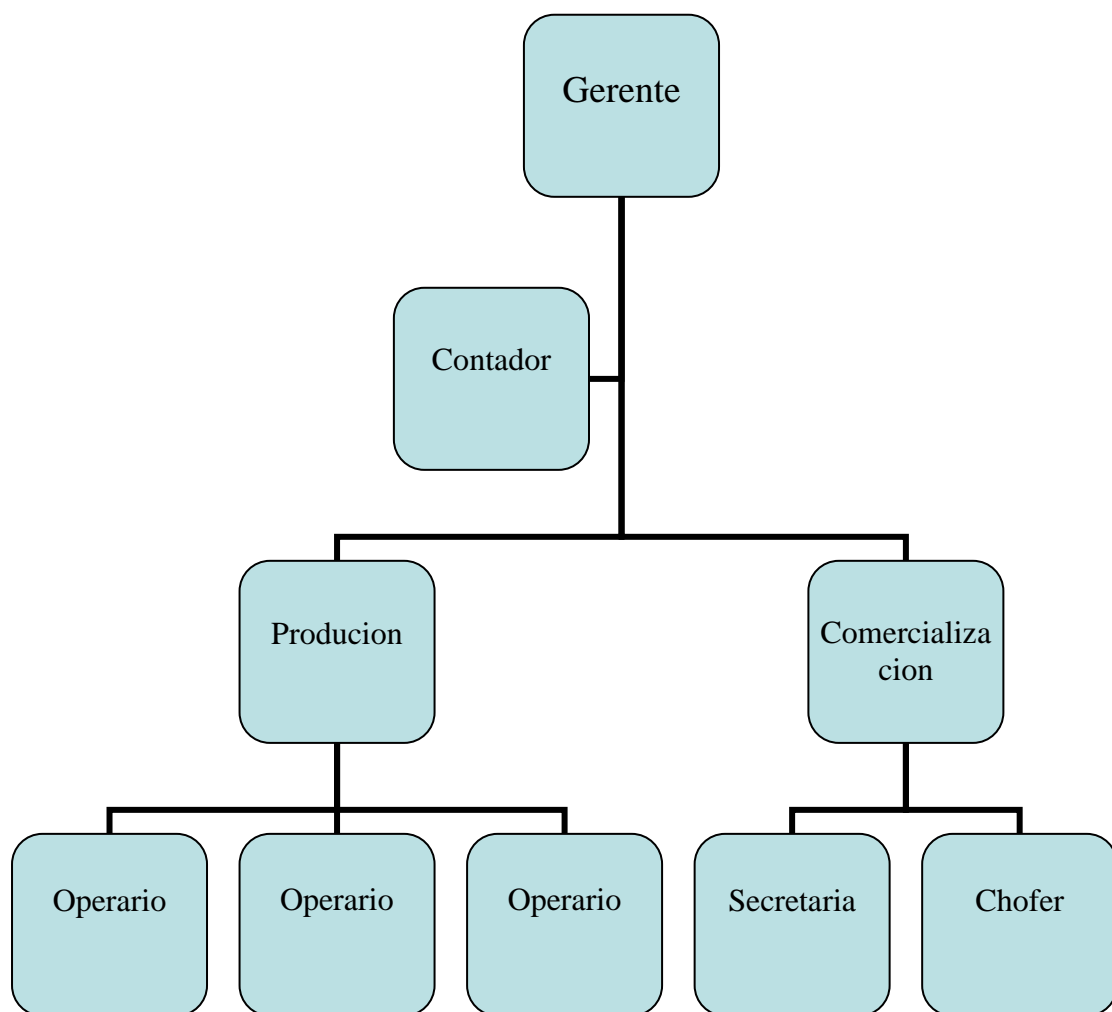 Gerente
Contador
Producion
Comercializa
cion
Operario
Operario
Operario
Secretaria
Chofer